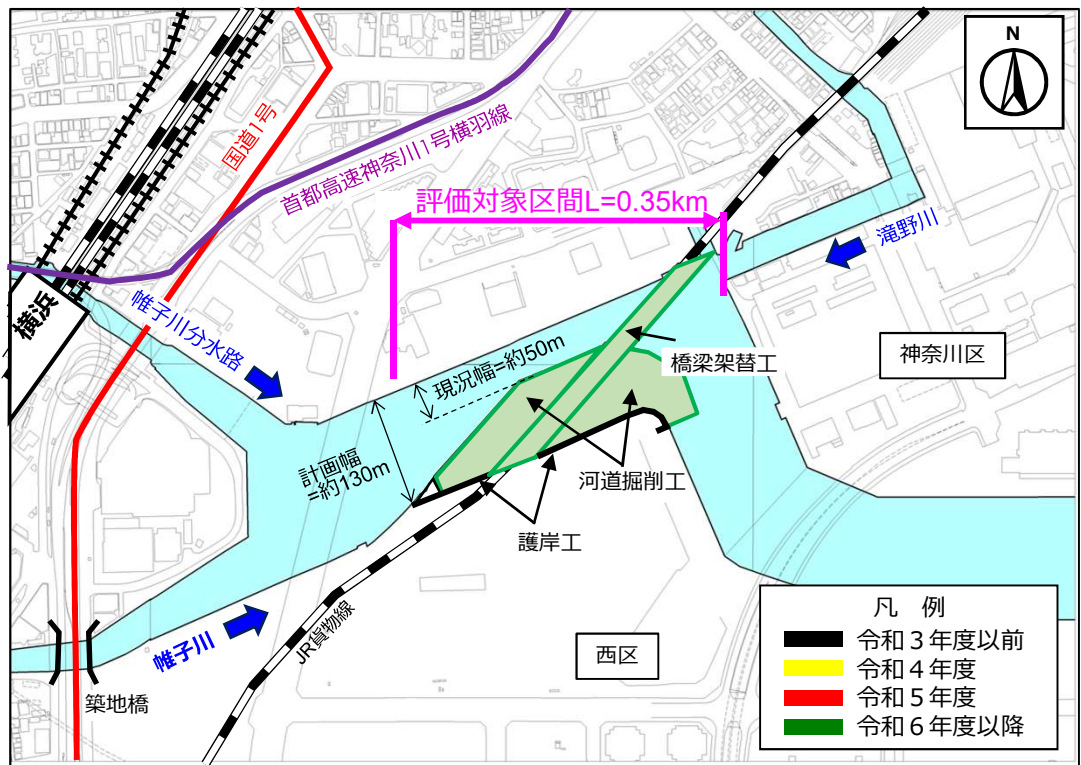 N
国道1号
首都高速神奈川1号横羽線
評価対象区間L=0.35km
滝野川
横浜
帷子川分水路
現況幅=約50m
橋梁架替工
神奈川区
計画幅
=約130m
河道掘削工
護岸工
JR貨物線
帷子川
西区
築地橋
凡 例
令和3年度以前
令和4年度
令和5年度
令和6年度以降